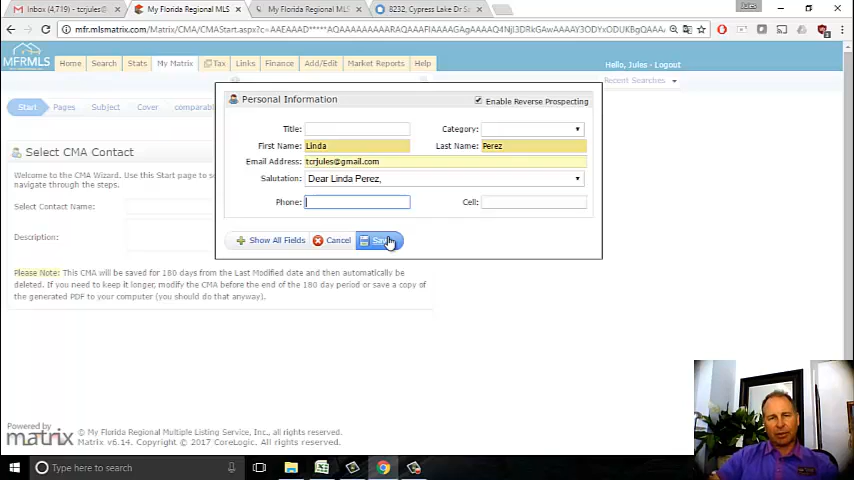 Jules
Inbox (4,719) - tcrjules@
My Florida Regional MLS
My Florida Regional MLS
8232, Cypress Lake Dr Sa
mfr.mlsmatrix.com/Matrix/CMA/CMAStart.aspx?c=
MFRMLS
Home Search Stats My Matrix Tax Links Finance Add/Edit Market Reports Help
Hello, Jules - Logout
Recent Searches
Start Pages Subject Cover comparab
Personal Information
Enable Reverse Prospecting
Title:
Category:
First Name: Linda
Last Name: Perez
Email Address: tcrjules@gmail.com
Salutation: Dear Linda Perez,
Phone:
Cell:
Show All Fields Cancel
Select CMA Contact
Welcome to the CMA Wizard. Use this Start page to
navigate through the steps.
Select Contact Name:
Description:
Please Note: This CMA will be saved for 180 days from the Last Modified date and then automatically be
deleted. If you need to keep it longer, modify the CMA before the end of the 180 day period or save a copy of
the generated PDF to your computer (you should do that anyway).
Powered by
matrix
© My Florida Regional Multiple Listing Service, Inc., all rights reserved.
Matrix v6.14. Copyright © 2017 CoreLogic. All rights reserved.
Type here to search